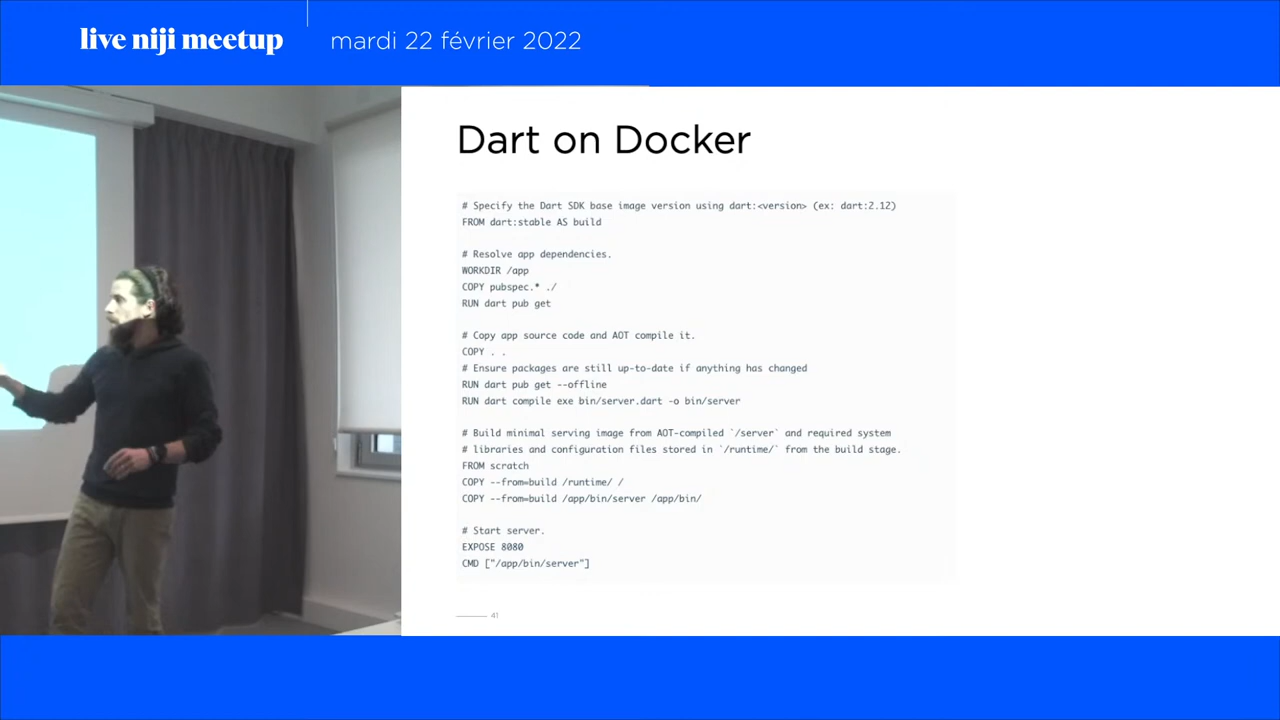 live niji meetup
mardi 22 février 2022
Dart on Docker
# Specify the Dart SDK base image version using dart:<version> (ex: dart:2.12)
FROM dart:stable AS build
# Resolve app dependencies.
WORKDIR /app
COPY pubspec.* ./
RUN dart pub get
# Copy app source code and AOT compile it.
COPY . .
# Ensure packages are still up-to-date if anything has changed
RUN dart pub get --offline
RUN dart compile exe bin/server.dart -o bin/server
# Build minimal serving image from AOT-compiled `/server` and required system
# libraries and configuration files stored in `/runtime/` from the build stage.
FROM scratch
COPY --from=build /runtime/ /
COPY --from=build /app/bin/server /app/bin/
# Start server.
EXPOSE 8080
CMD ["/app/bin/server"]
41